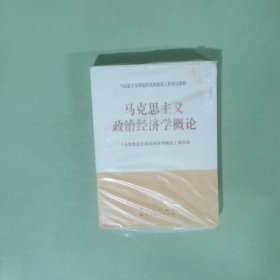 马克思主义理论研究和建设工程重点教材
马克思主义
政治经济学概论
《马克思主义政治经济学概论》编写组